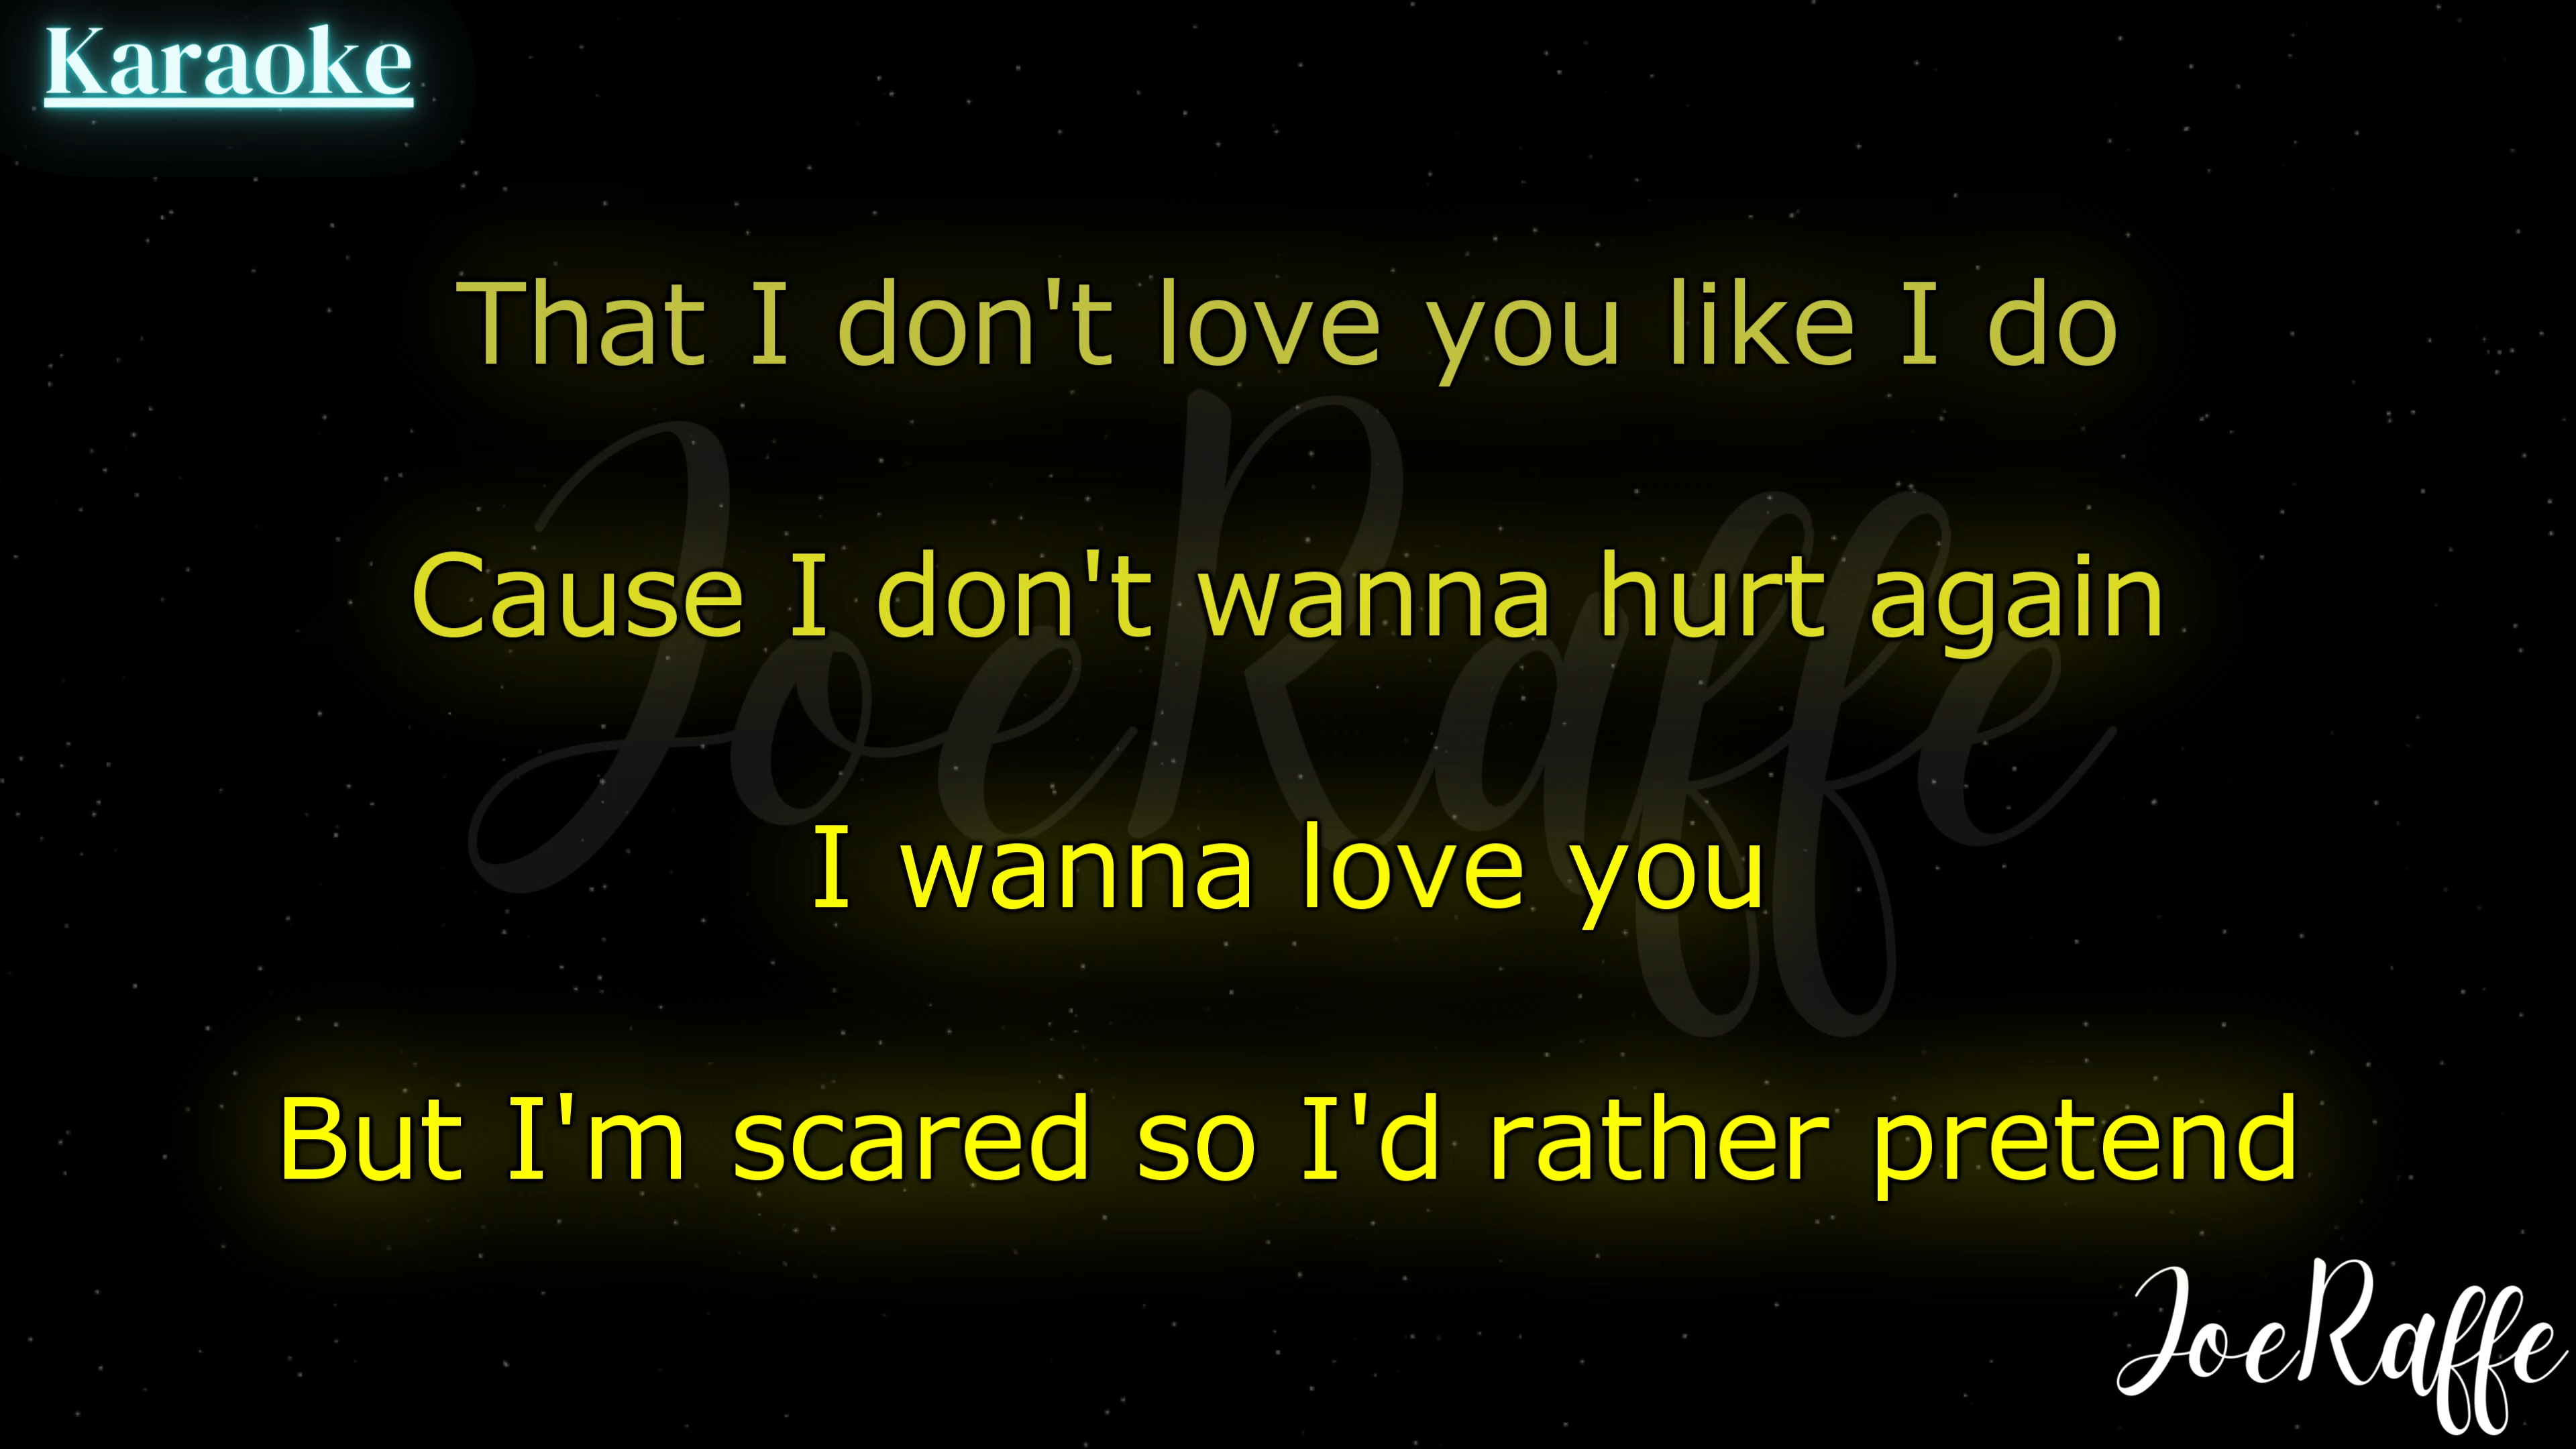 Karaoke
That I don't love you like I do
Cause I don't wanna hurt again
JoeRaffe
I wanna love you
But I'm scared so I'd rather pretend
JoeRaffe